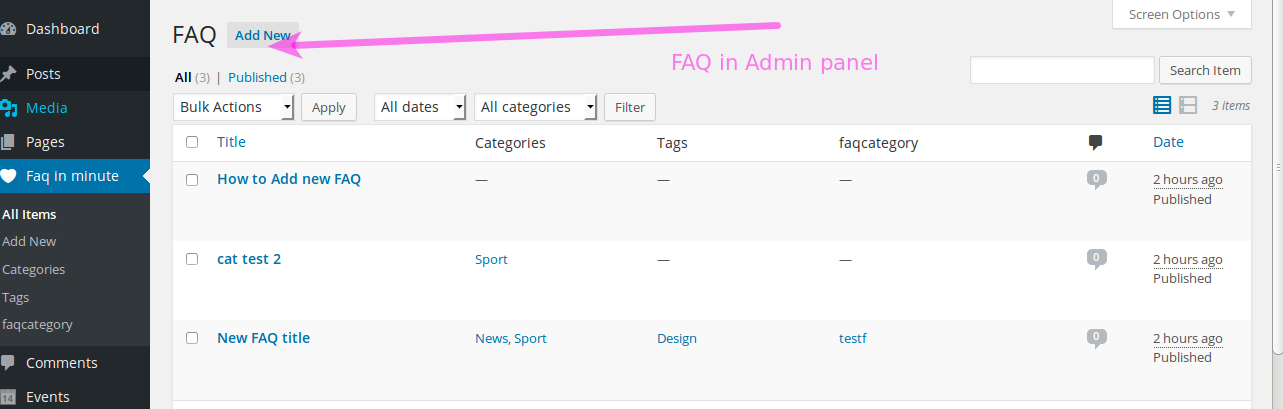 Dashboard
Posts
Media
Pages
Faq in minute
All Items
Add New
Categories
Tags
faqcategory
Comments
Events
14
Screen Options
FAQ Add New
FAQ in Admin panel
All (3) | Published (3)
Search Item
Bulk Actions Apply All dates All categories Filter 3 items
Title Categories Tags faqcategory Date
How to Add new FAQ — — — 0 2 hours ago
Published
cat test 2 Sport — — 0 2 hours ago
Published
New FAQ title News, Sport Design testf 0 2 hours ago
Published